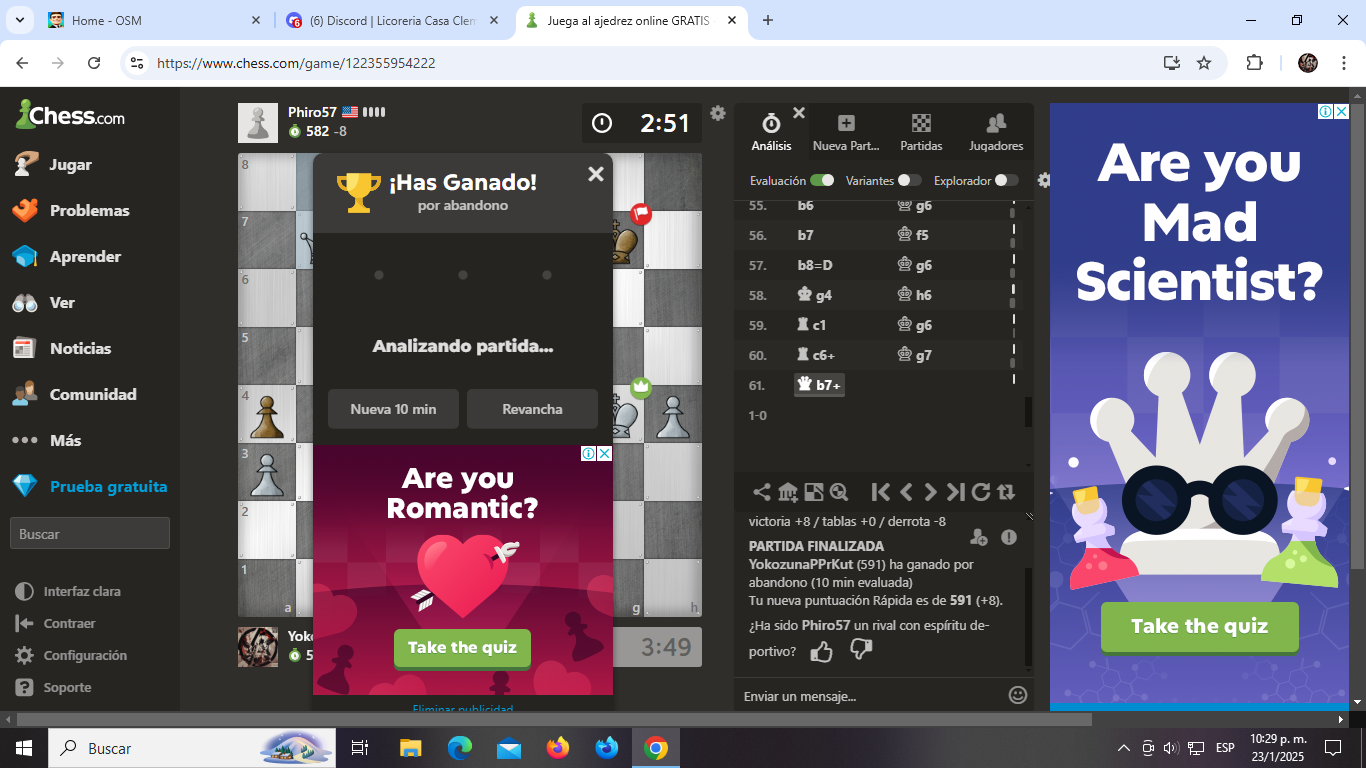 Home - OSM
(6) Discord | Licoreria Casa Clem
Juega al ajedrez online GRATIS
https://www.chess.com/game/122355954222
Chess.com
Jugar
Problemas
Aprender
Ver
Noticias
Comunidad
Más
Prueba gratuita
Buscar
Interfaz clara
Contraer
Configuración
Soporte
Phiro57
582 -8
2:51
8
7
6
5
4
3
2
1
a
g
h
¡Has Ganado!
por abandono
Analizando partida...
Nueva 10 min
Revancha
Are you
Romantic?
Take the quiz
Eliminar publicidad
3:49
Análisis
Nueva Part...
Partidas
Jugadores
Evaluación
Variantes
Explorador
55. b6 g6
56. b7 f5
57. b8=D g6
58. g4 h6
59. c1 g6
60. c6+ g7
61. b7+
1-0
victoria +8 / tablas +0 / derrota -8
PARTIDA FINALIZADA
YokozunaPPrKut (591) ha ganado por
abandono (10 min evaluada)
Tu nueva puntuación Rápida es de 591 (+8).
¿Ha sido Phiro57 un rival con espíritu de-
portivo?
Enviar un mensaje...
Are you
Mad
Scientist?
Take the quiz
Buscar
ESP
10:29 p. m.
23/1/2025